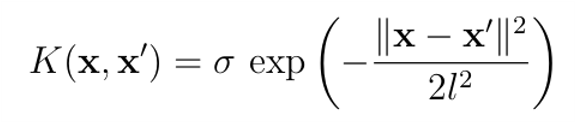 K(𝐱, 𝐱′) = σ exp(−‖𝐱 − 𝐱′‖² / 2l²)